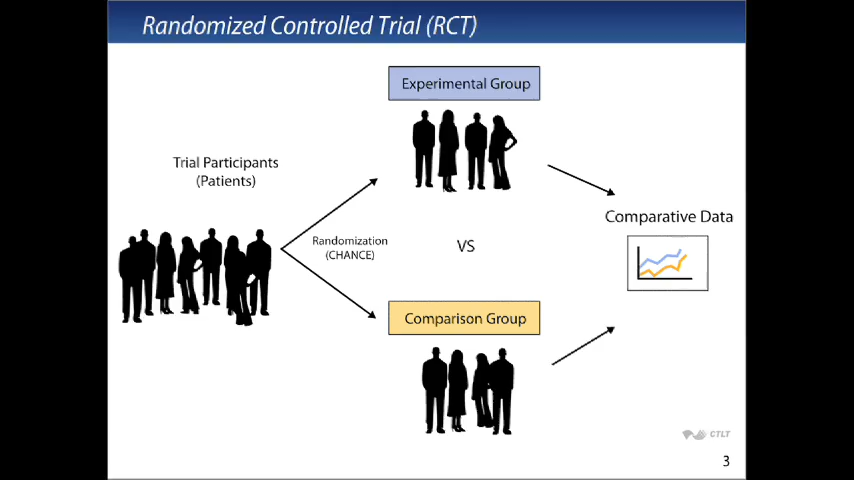 Randomized Controlled Trial (RCT)
Experimental Group
Trial Participants
(Patients)
Randomization
(CHANCE)
VS
Comparative Data
Comparison Group
CTLT
3